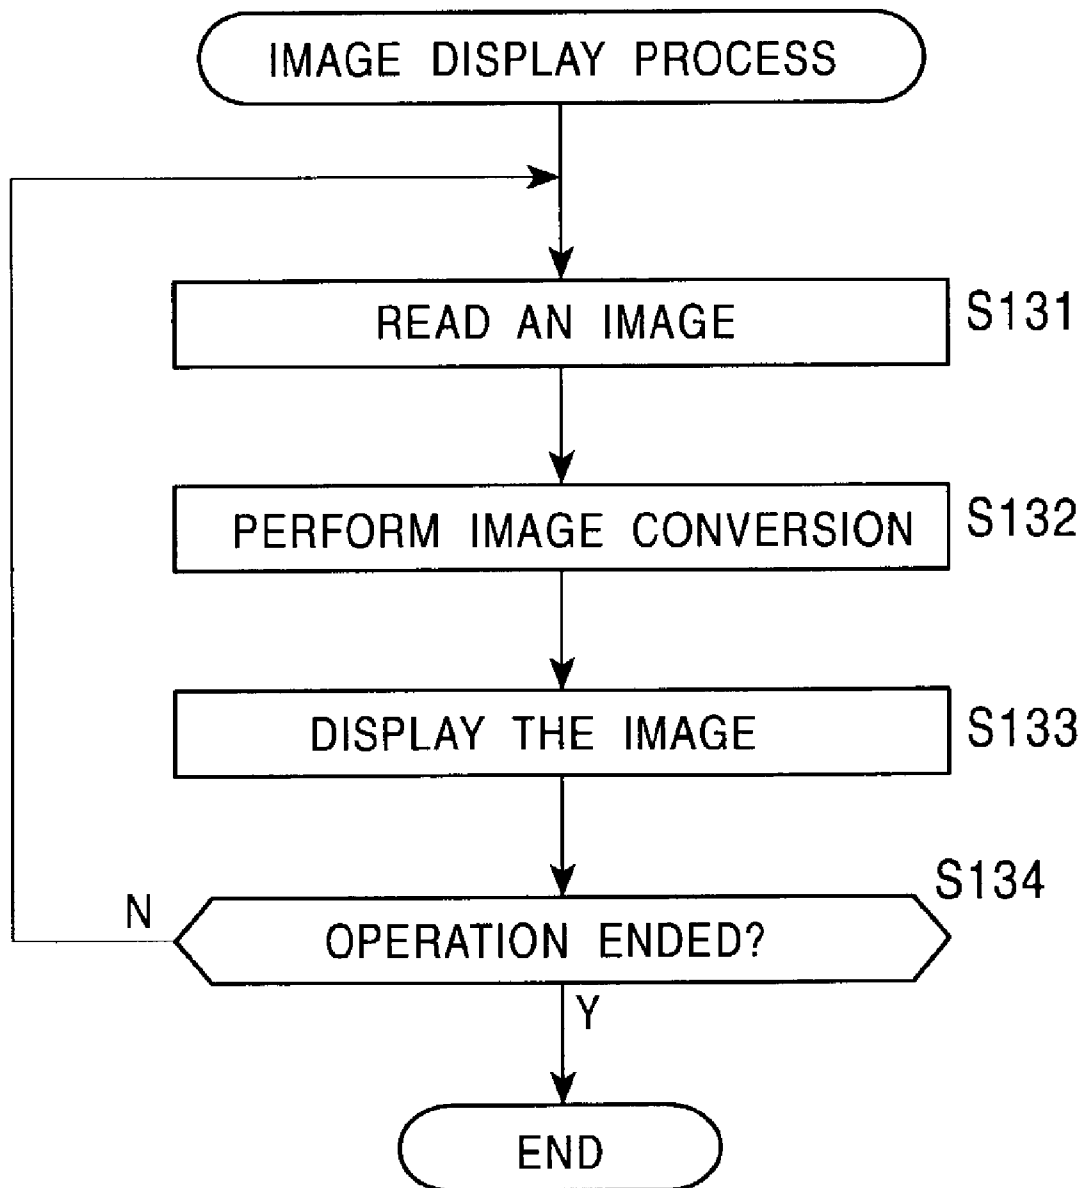 IMAGE DISPLAY PROCESS
READ AN IMAGE
S131
PERFORM IMAGE CONVERSION
S132
DISPLAY THE IMAGE
S133
S134
N
OPERATION ENDED?
Y
END